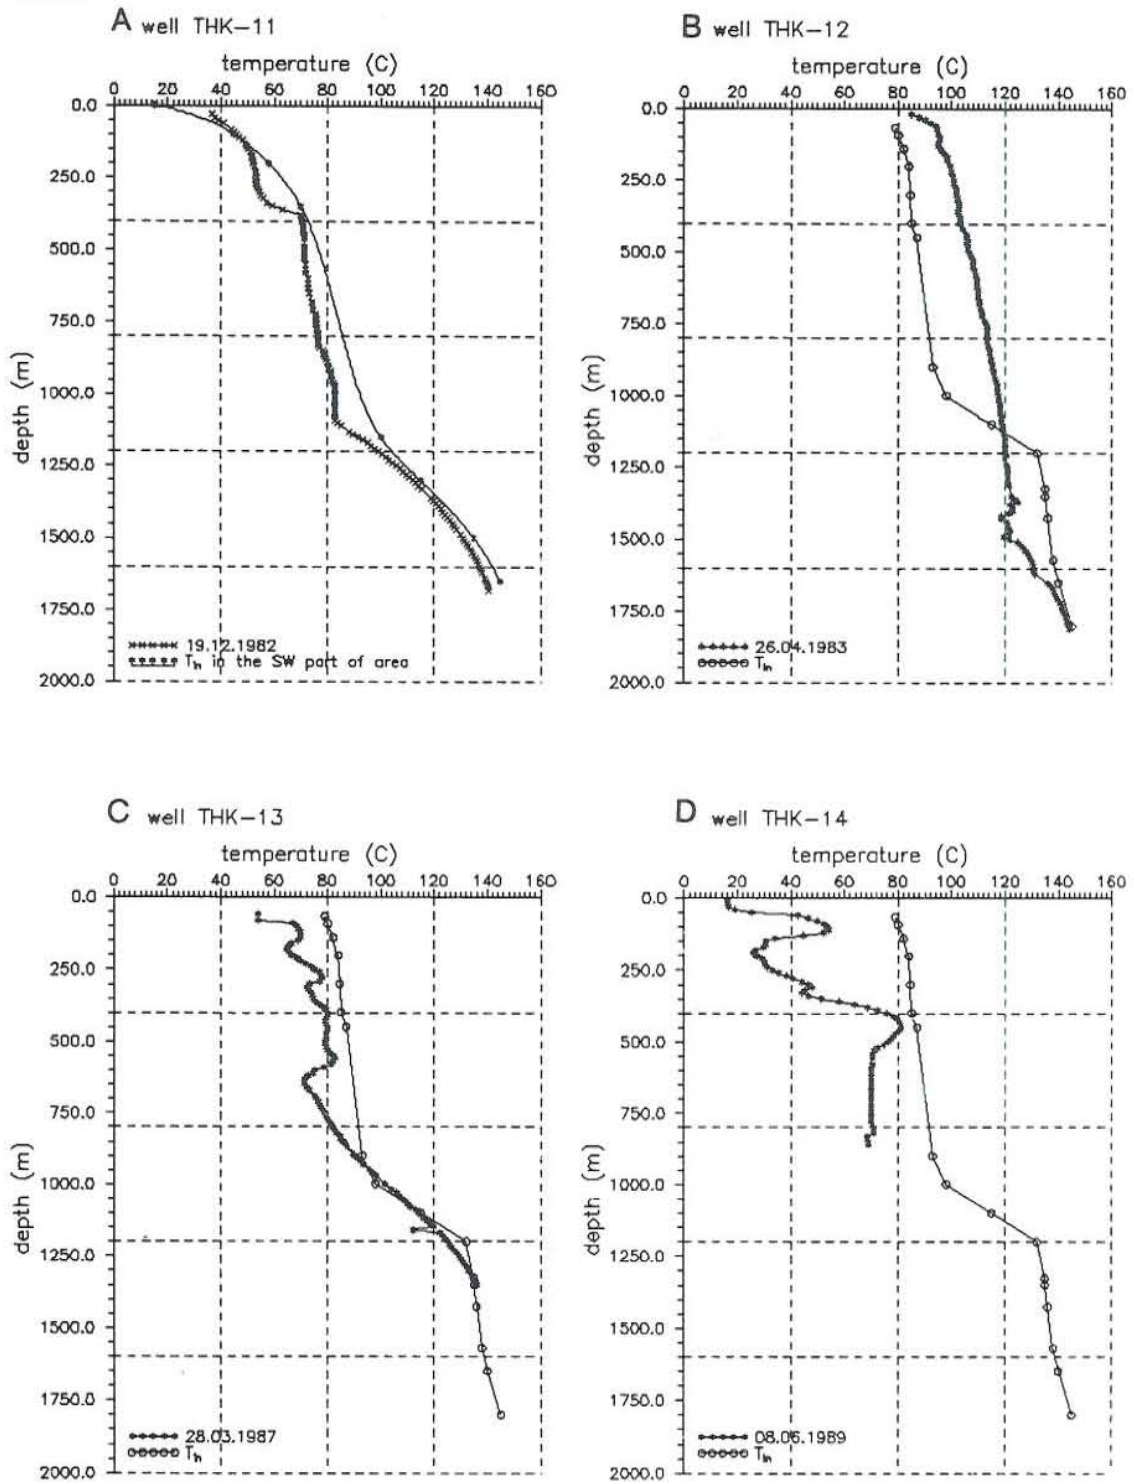 A well THK-11
temperature (C)
0 20 40 60 80 100 120 140 160
0.0
250.0
500.0
750.0
1000.0
1250.0
1500.0
1750.0
2000.0
depth (m)
19.12.1982
Tin in the SW part of area
B well THK-12
temperature (C)
0 20 40 60 80 100 120 140 160
0.0
250.0
500.0
750.0
1000.0
1250.0
1500.0
1750.0
2000.0
depth (m)
26.04.1983
Tin
C well THK-13
temperature (C)
0 20 40 60 80 100 120 140 160
0.0
250.0
500.0
750.0
1000.0
1250.0
1500.0
1750.0
2000.0
depth (m)
28.03.1987
Tin
D well THK-14
temperature (C)
0 20 40 60 80 100 120 140 160
0.0
250.0
500.0
750.0
1000.0
1250.0
1500.0
1750.0
2000.0
depth (m)
08.06.1989
Tin